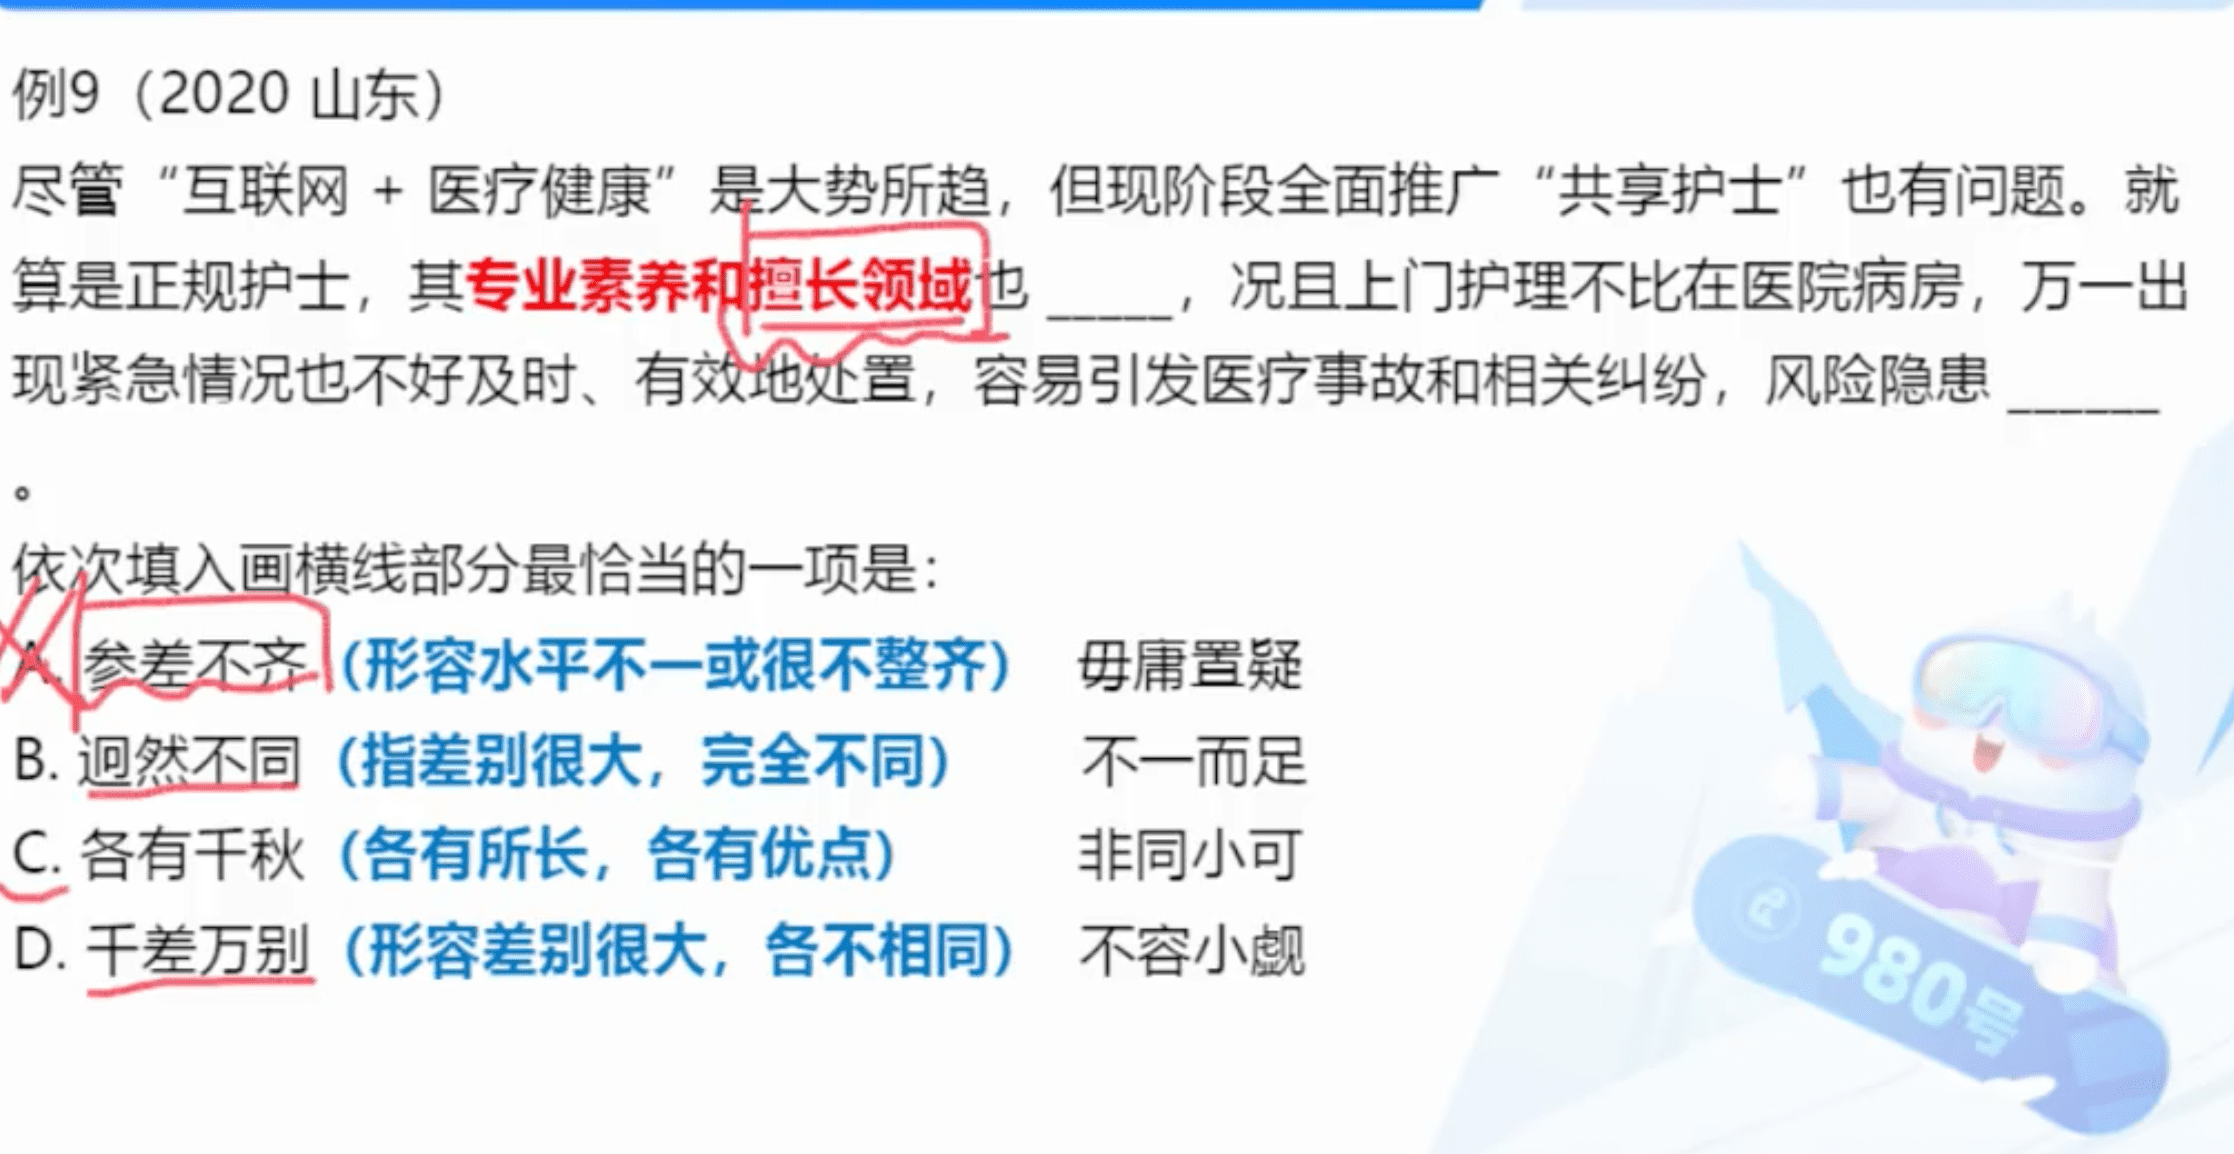 例9（2020 山东）
尽管“互联网 + 医疗健康”是大势所趋，但现阶段全面推广“共享护士”也有问题。就
算是正规护士，其专业素养和擅长领域也 _____，况且上门护理不比在医院病房，万一出
现紧急情况也不好及时、有效地处置，容易引发医疗事故和相关纠纷，风险隐患 ______
。
依次填入画横线部分最恰当的一项是：
A. 参差不齐（形容水平不一或很不整齐） 毋庸置疑
B. 迥然不同（指差别很大，完全不同） 不一而足
C. 各有千秋（各有所长，各有优点） 非同小可
D. 千差万别（形容差别很大，各不相同） 不容小觑
980号